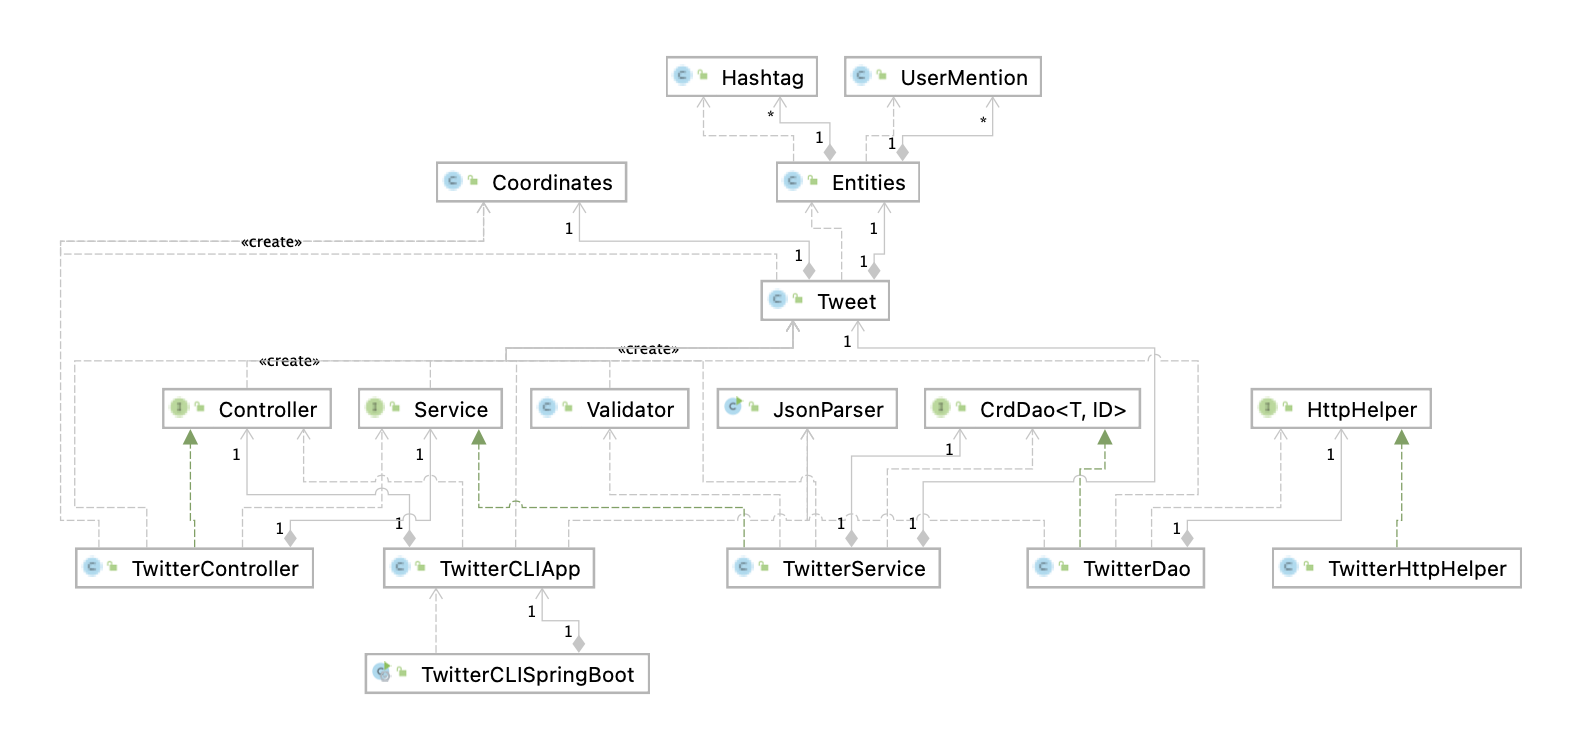 Hashtag UserMention
* *
1 1
Coordinates Entities
1 1
«create»
1 1
Tweet
1
«create»
«create»
Controller Service Validator JsonParser CrdDao<T, ID> HttpHelper
1 1 1 1
1 1 1 1 1
TwitterController TwitterCLIApp TwitterService TwitterDao TwitterHttpHelper
1
1
TwitterCLISpringBoot